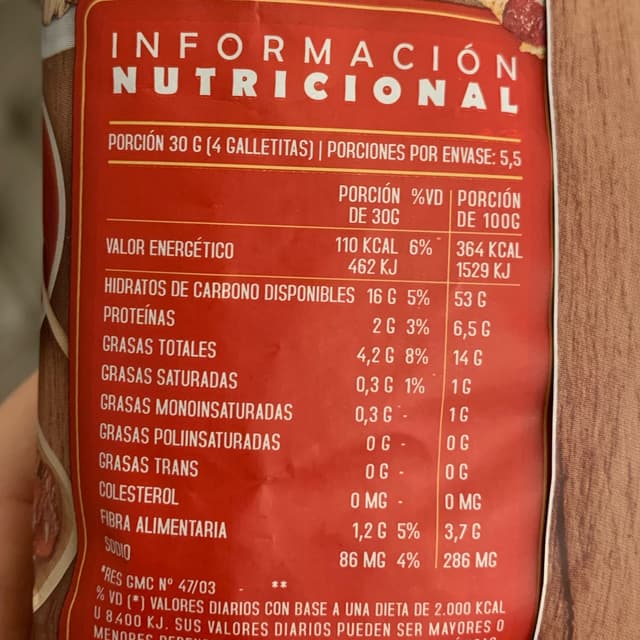 INFORMACIÓN
NUTRICIONAL
PORCIÓN 30 G (4 GALLETITAS) | PORCIONES POR ENVASE: 5,5
PORCIÓN DE 30G %VD PORCIÓN DE 100G
VALOR ENERGÉTICO 110 KCAL 6% 364 KCAL
462 KJ 1529 KJ
HIDRATOS DE CARBONO DISPONIBLES 16 G 5% 53 G
PROTEÍNAS 2 G 3% 6,5 G
GRASAS TOTALES 4,2 G 8% 14 G
GRASAS SATURADAS 0,3 G 1% 1 G
GRASAS MONOINSATURADAS 0,3 G - 1 G
GRASAS POLIINSATURADAS 0 G - 0 G
GRASAS TRANS 0 G - 0 G
COLESTEROL 0 MG - 0 MG
FIBRA ALIMENTARIA 1,2 G 5% 3,7 G
SODIO 86 MG 4% 286 MG
*RES GMC Nº 47/03 - **
% VD (*) VALORES DIARIOS CON BASE A UNA DIETA DE 2.000 KCAL
U 8.400 KJ. SUS VALORES DIARIOS PUEDEN SER MAYORES O
MENORES